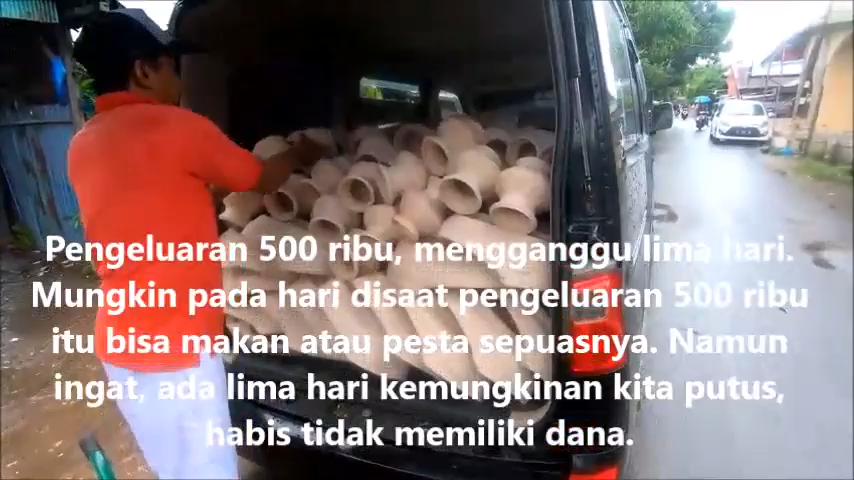 Pengeluaran 500 ribu, mengganggu lima hari.
Mungkin pada hari disaat pengeluaran 500 ribu
itu bisa makan atau pesta sepuasnya. Namun
ingat, ada lima hari kemungkinan kita putus,
habis tidak memiliki dana.